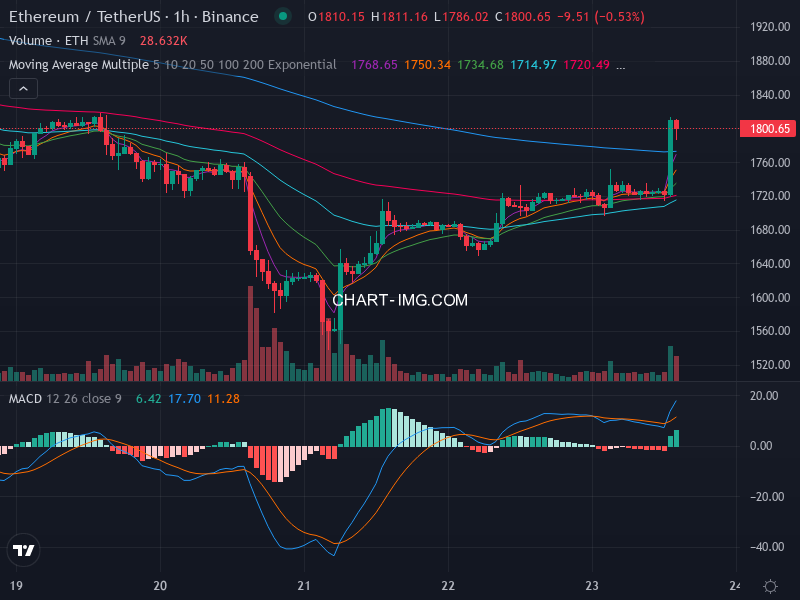 Ethereum / TetherUS · 1h · Binance O1810.15 H1811.16 L1786.02 C1800.65 −9.51 (−0.53%)
Volume · ETH SMA 9 28.632K
Moving Average Multiple 5 10 20 50 100 200 Exponential 1768.65 1750.34 1734.68 1714.97 1720.49 ...
1920.00
1880.00
1840.00
1800.65
1760.00
1720.00
1680.00
1640.00
1600.00
1560.00
1520.00
CHART-IMG.COM
MACD 12 26 close 9 6.42 17.70 11.28
20.00
0.00
−20.00
−40.00
19 20 21 22 23 24